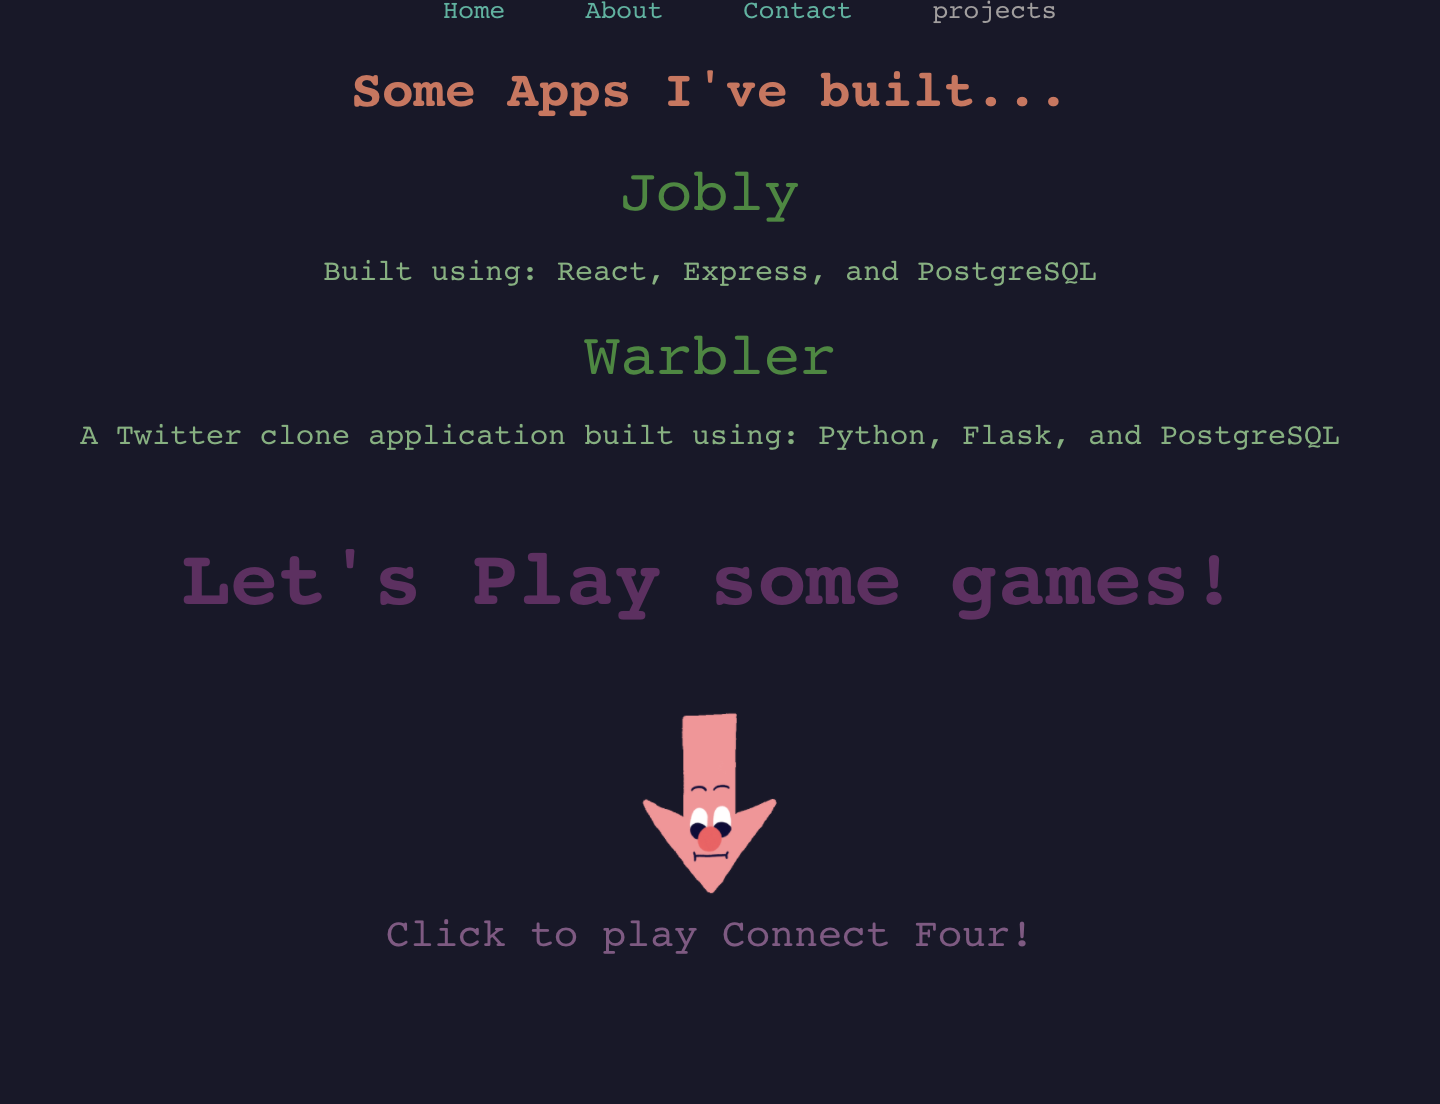 Home About Contact projects
Some Apps I've built...
Jobly
Built using: React, Express, and PostgreSQL
Warbler
A Twitter clone application built using: Python, Flask, and PostgreSQL
Let's Play some games!
Click to play Connect Four!